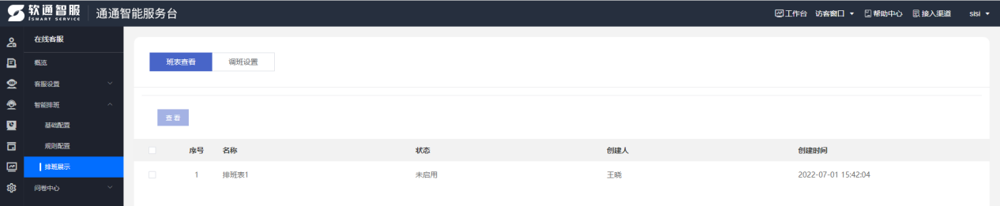 软通智服
ISMART SERVICE
通通智能服务台
工作台 访客窗口 帮助中心 接入渠道 sisi
在线客服
概览
客服设置
智能排班
基础配置
规则配置
排班展示
问卷中心
班表查看 调班设置
查看
序号 名称 状态 创建人 创建时间
1 排班表1 未启用 王晓 2022-07-01 15:42:04